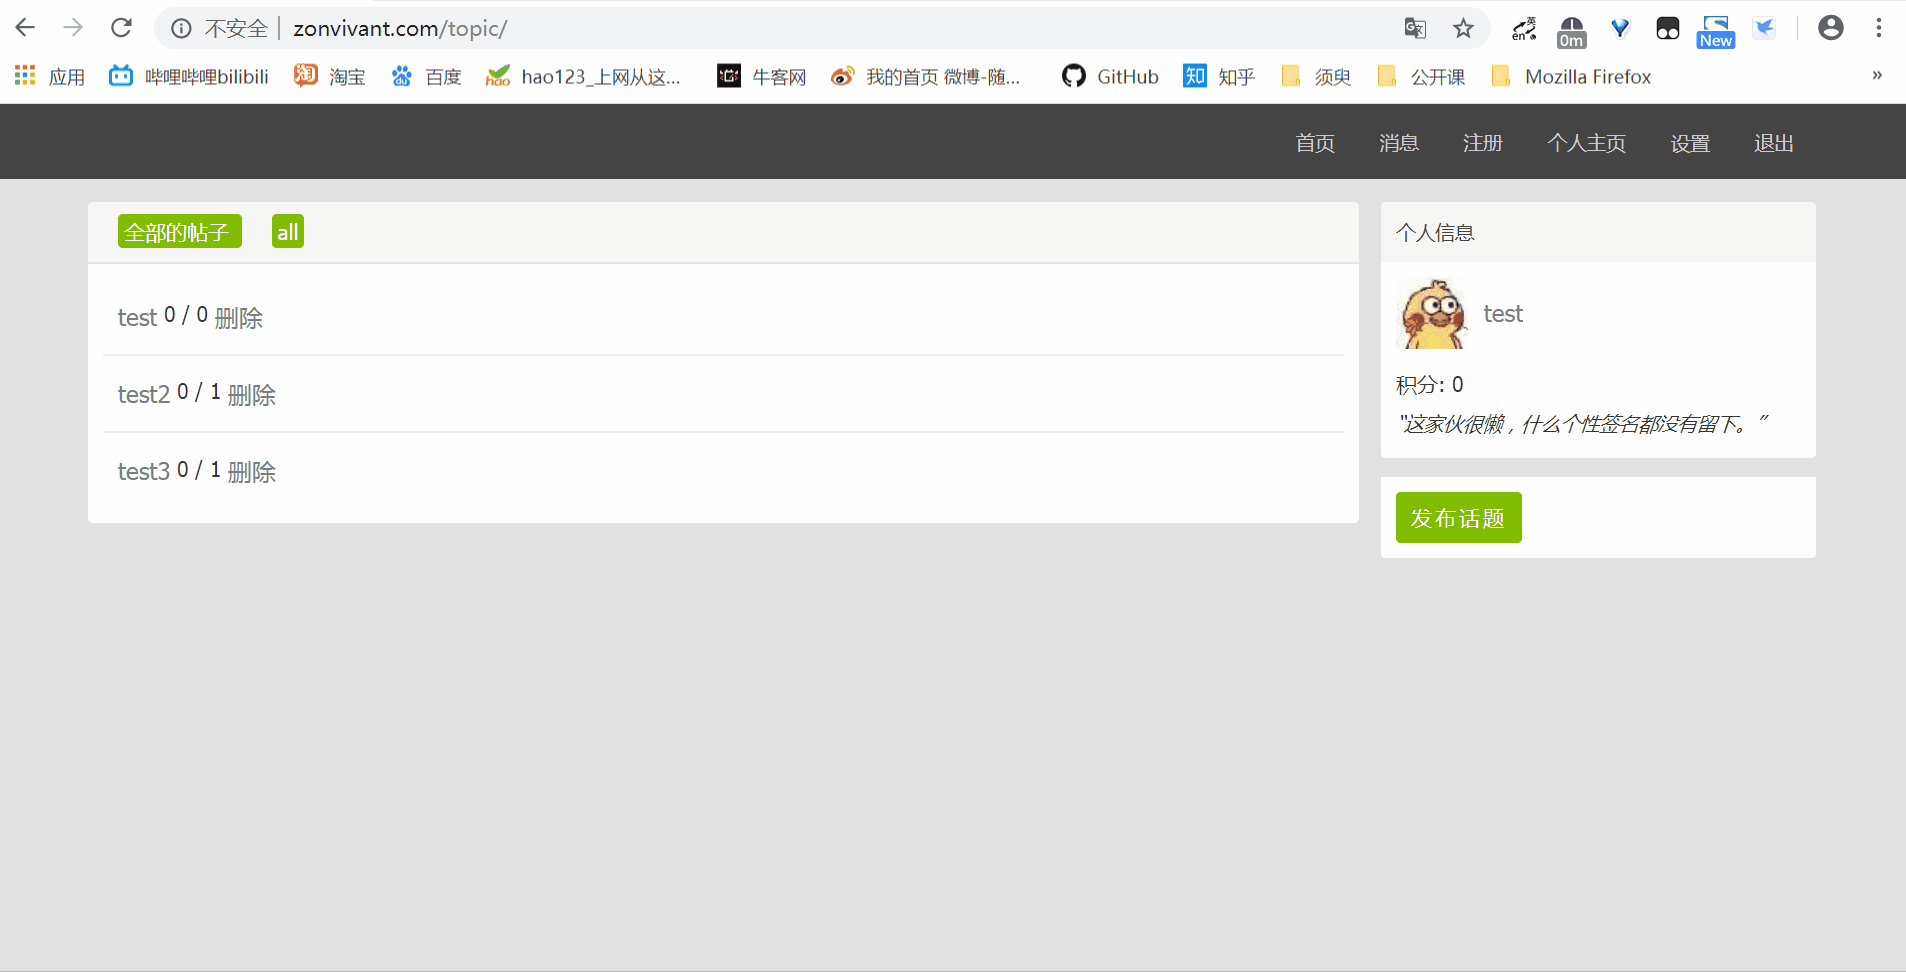 不安全 zonvivant.com/topic/ 英 en 0m New
应用 哔哩哔哩bilibili 淘 淘宝 du 百度 hao hao123_上网从这... 牛客网 我的首页 微博-随... GitHub 知 知乎 须臾 公开课 Mozilla Firefox »
首页 消息 注册 个人主页 设置 退出
全部的帖子 all
test 0 / 0 删除
test2 0 / 1 删除
test3 0 / 1 删除
个人信息
test
积分: 0
“这家伙很懒，什么个性签名都没有留下。”
发布话题